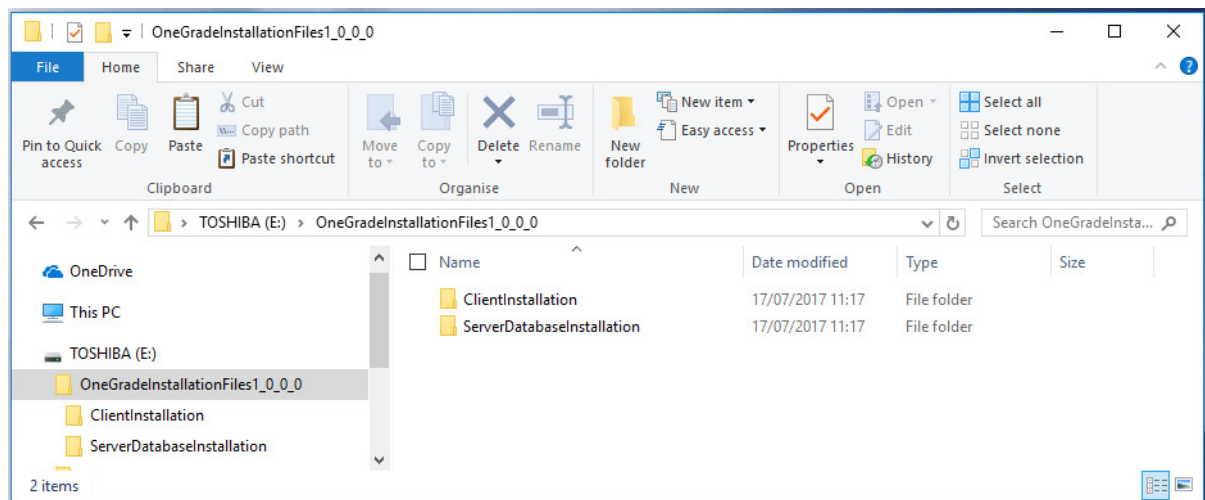 OneGradeInstallationFiles1_0_0_0
File Home Share View
Pin to Quick access
Copy
Paste
Cut
Copy path
Paste shortcut
Clipboard
Move to
Copy to
Delete
Rename
Organise
New folder
New item
Easy access
New
Properties
Open
Edit
History
Open
Select all
Select none
Invert selection
Select
TOSHIBA (E:) > OneGradeInstallationFiles1_0_0_0
Search OneGradeInsta...
OneDrive
This PC
TOSHIBA (E:)
OneGradeInstallationFiles1_0_0_0
ClientInstallation
ServerDatabaseInstallation
Name Date modified Type Size
ClientInstallation 17/07/2017 11:17 File folder
ServerDatabaseInstallation 17/07/2017 11:17 File folder
2 items